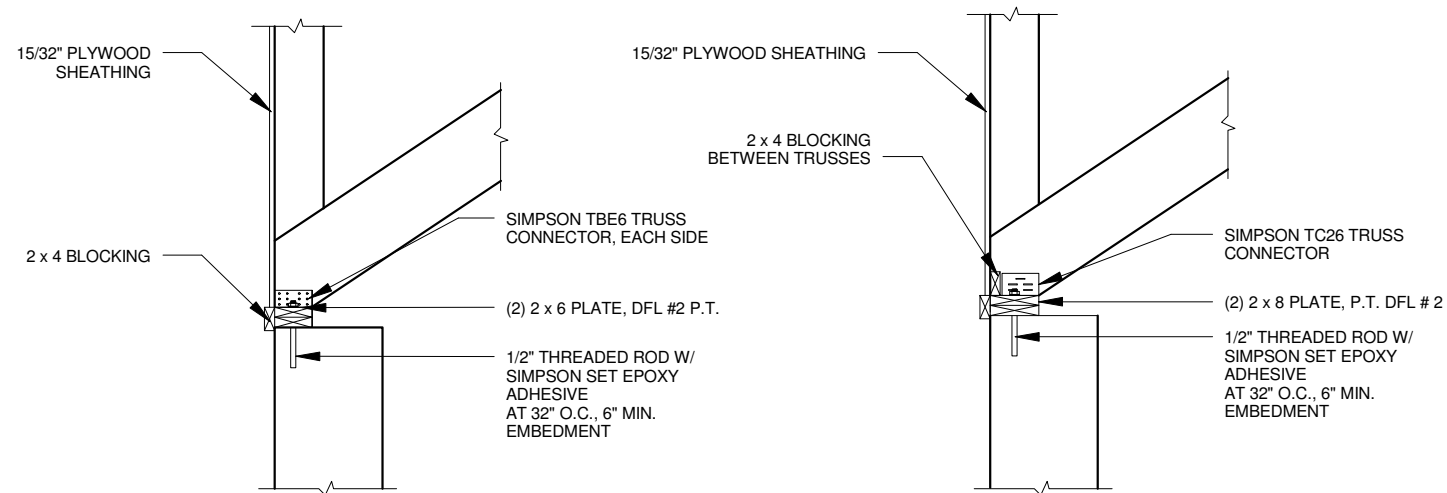 15/32" PLYWOOD
SHEATHING
2 x 4 BLOCKING
SIMPSON TBE6 TRUSS
CONNECTOR, EACH SIDE
(2) 2 x 6 PLATE, DFL #2 P.T.
1/2" THREADED ROD W/
SIMPSON SET EPOXY
ADHESIVE
AT 32" O.C., 6" MIN.
EMBEDMENT
15/32" PLYWOOD SHEATHING
2 x 4 BLOCKING
BETWEEN TRUSSES
SIMPSON TC26 TRUSS
CONNECTOR
(2) 2 x 8 PLATE, P.T. DFL # 2
1/2" THREADED ROD W/
SIMPSON SET EPOXY
ADHESIVE
AT 32" O.C., 6" MIN.
EMBEDMENT